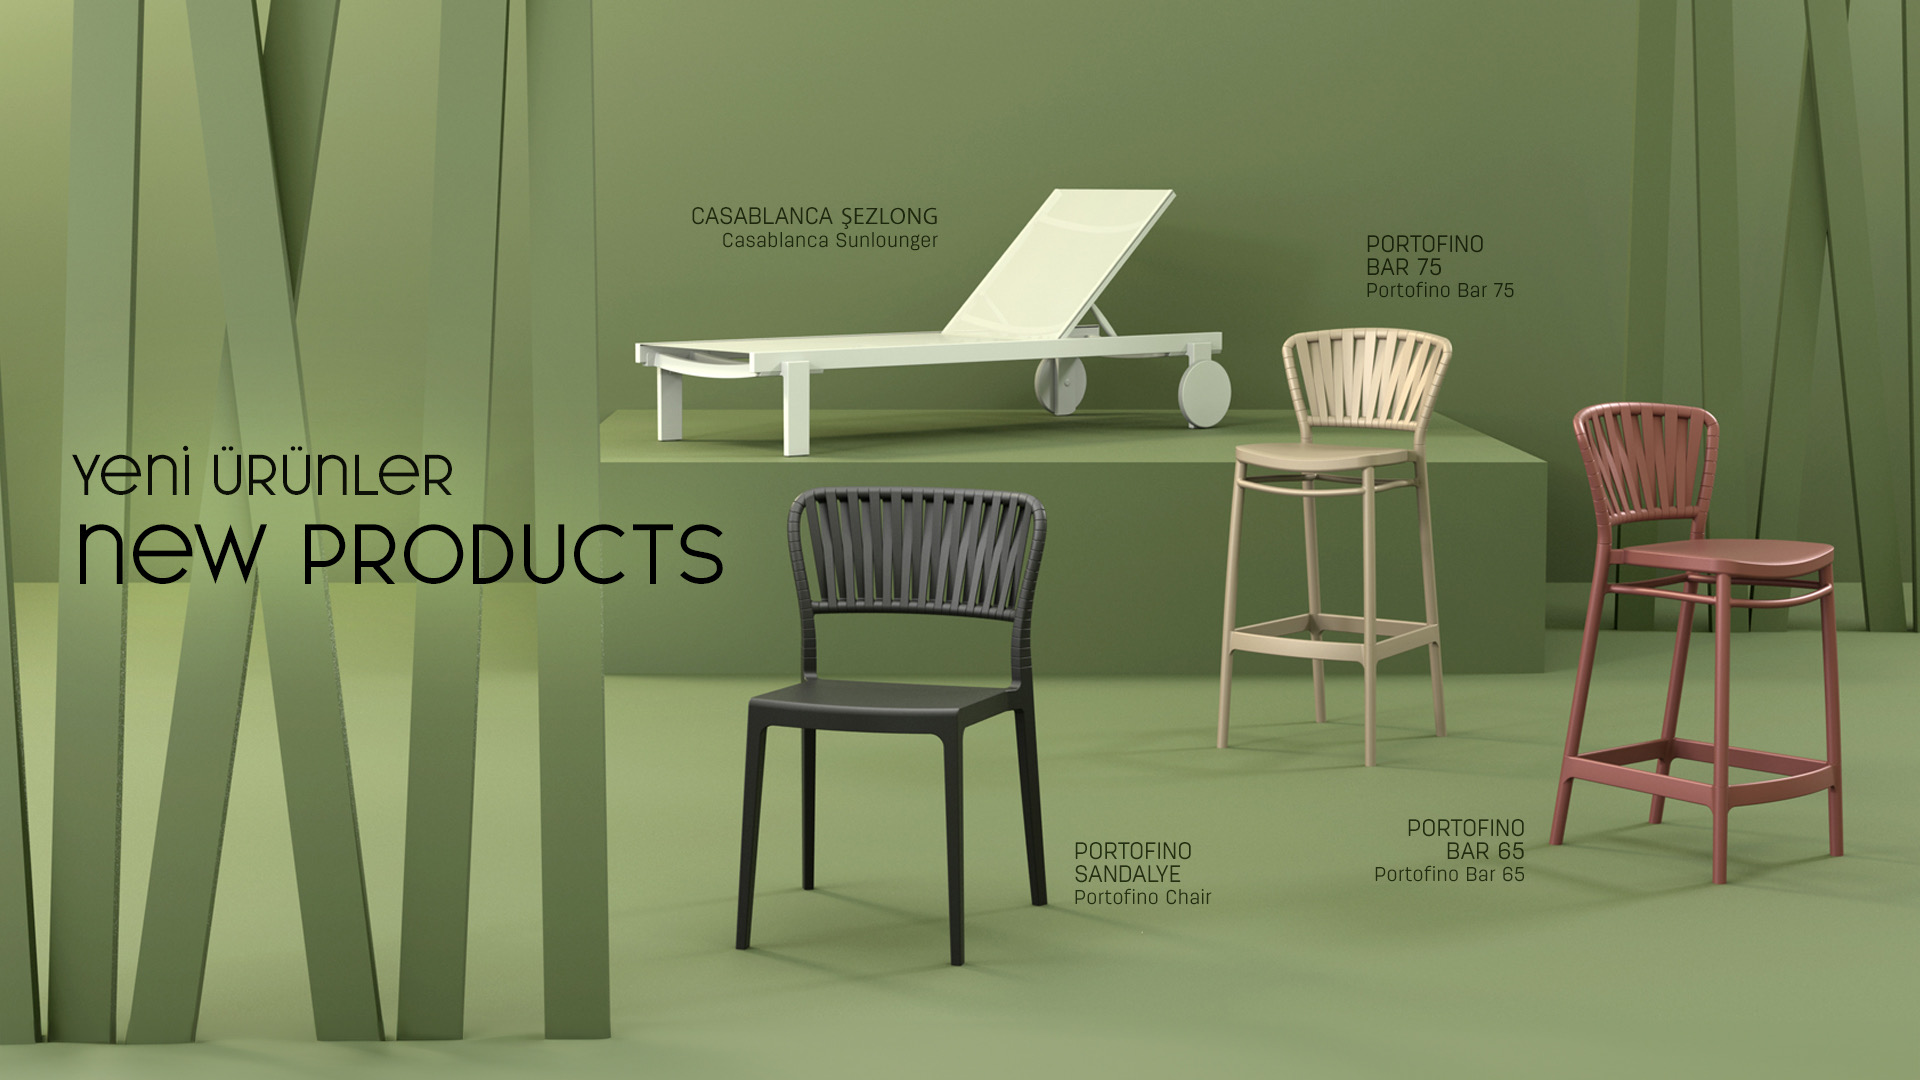 Yeni ÜRÜNLeR
new PRODUCTS
CASABLANCA ŞEZLONG
Casablanca Sunlounger
PORTOFINO
BAR 75
Portofino Bar 75
PORTOFINO
SANDALYE
Portofino Chair
PORTOFINO
BAR 65
Portofino Bar 65